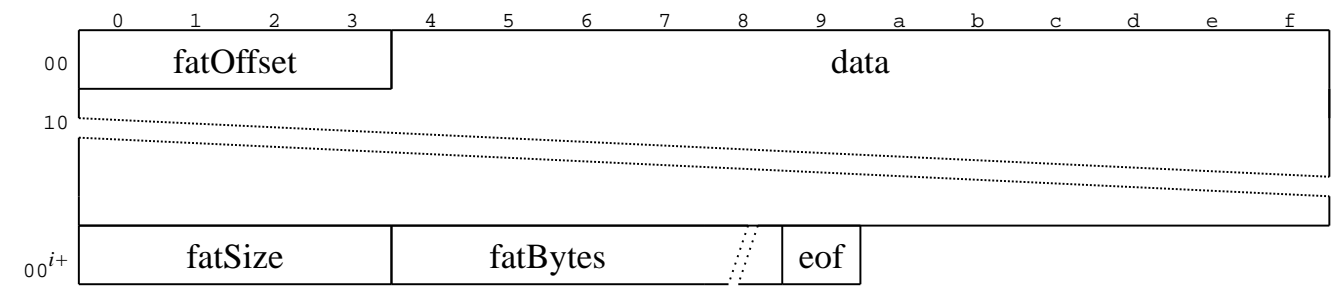 0 1 2 3 4 5 6 7 8 9 a b c d e f
00 fatOffset data
10
00i+ fatSize fatBytes eof